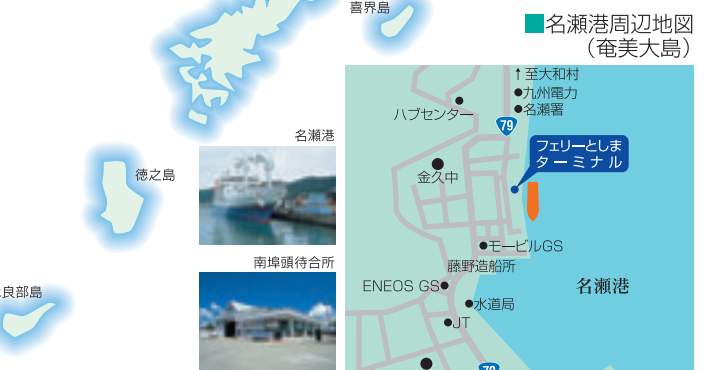 喜界島
■名瀬港周辺地図
（奄美大島）
↑至大和村
九州電力
名瀬署
ハブセンター
79
名瀬港
フェリーとしま
ターミナル
金久中
徳之島
モービルGS
南埠頭待合所
藤野造船所
ENEOS GS
名瀬港
良部島
水道局
JT